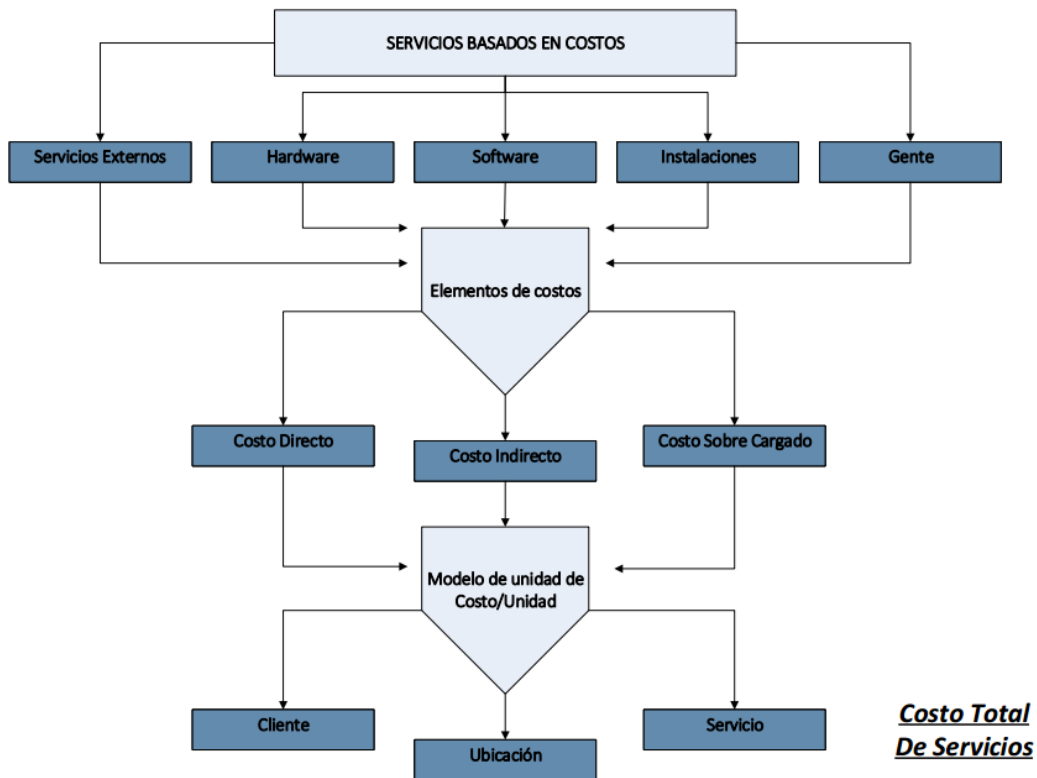 SERVICIOS BASADOS EN COSTOS
Servicios Externos
Hardware
Software
Instalaciones
Gente
Elementos de costos
Costo Directo
Costo Indirecto
Costo Sobre Cargado
Modelo de unidad de
Costo/Unidad
Cliente
Ubicación
Servicio
Costo Total
De Servicios